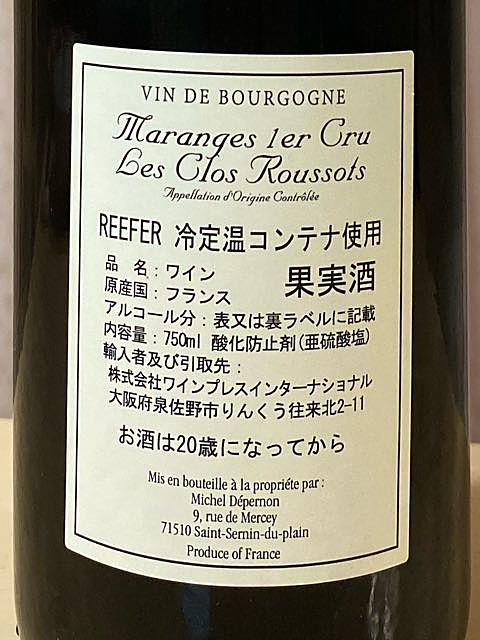 VIN DE BOURGOGNE
Maranges 1er Cru
Les Clos Roussots
Appellation d'Origine Contrôlée
REEFER 冷定温コンテナ使用
品 名：ワイン
原産国：フランス 果実酒
アルコール分：表又は裏ラベルに記載
内容量：750ml 酸化防止剤(亜硫酸塩)
輸入者及び引取先：
株式会社ワインプレスインターナショナル
大阪府泉佐野市りんくう往来北2-11
お酒は20歳になってから
Mis en bouteille à la propriéte par :
Michel Dépernon
9, rue de Mercey
71510 Saint-Sernin-du-plain
Produce of France